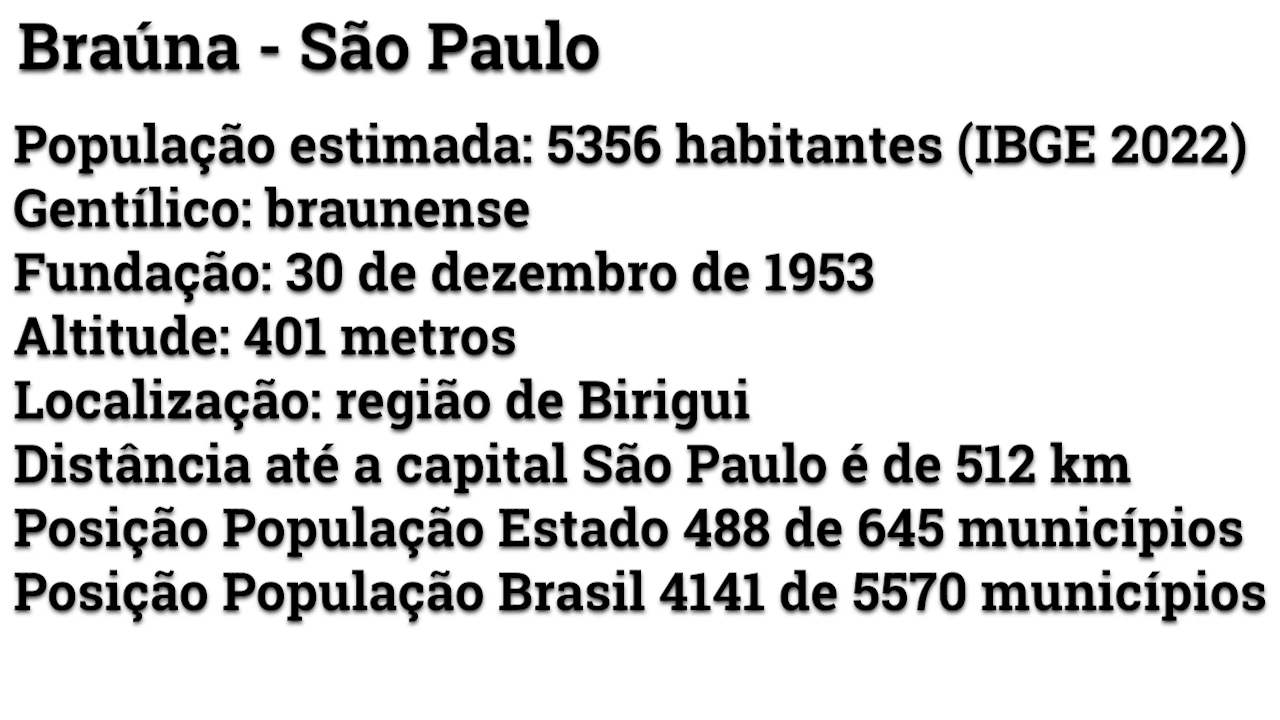 Braúna - São Paulo
População estimada: 5356 habitantes (IBGE 2022)
Gentílico: braunense
Fundação: 30 de dezembro de 1953
Altitude: 401 metros
Localização: região de Birigui
Distância até a capital São Paulo é de 512 km
Posição População Estado 488 de 645 municípios
Posição População Brasil 4141 de 5570 municípios